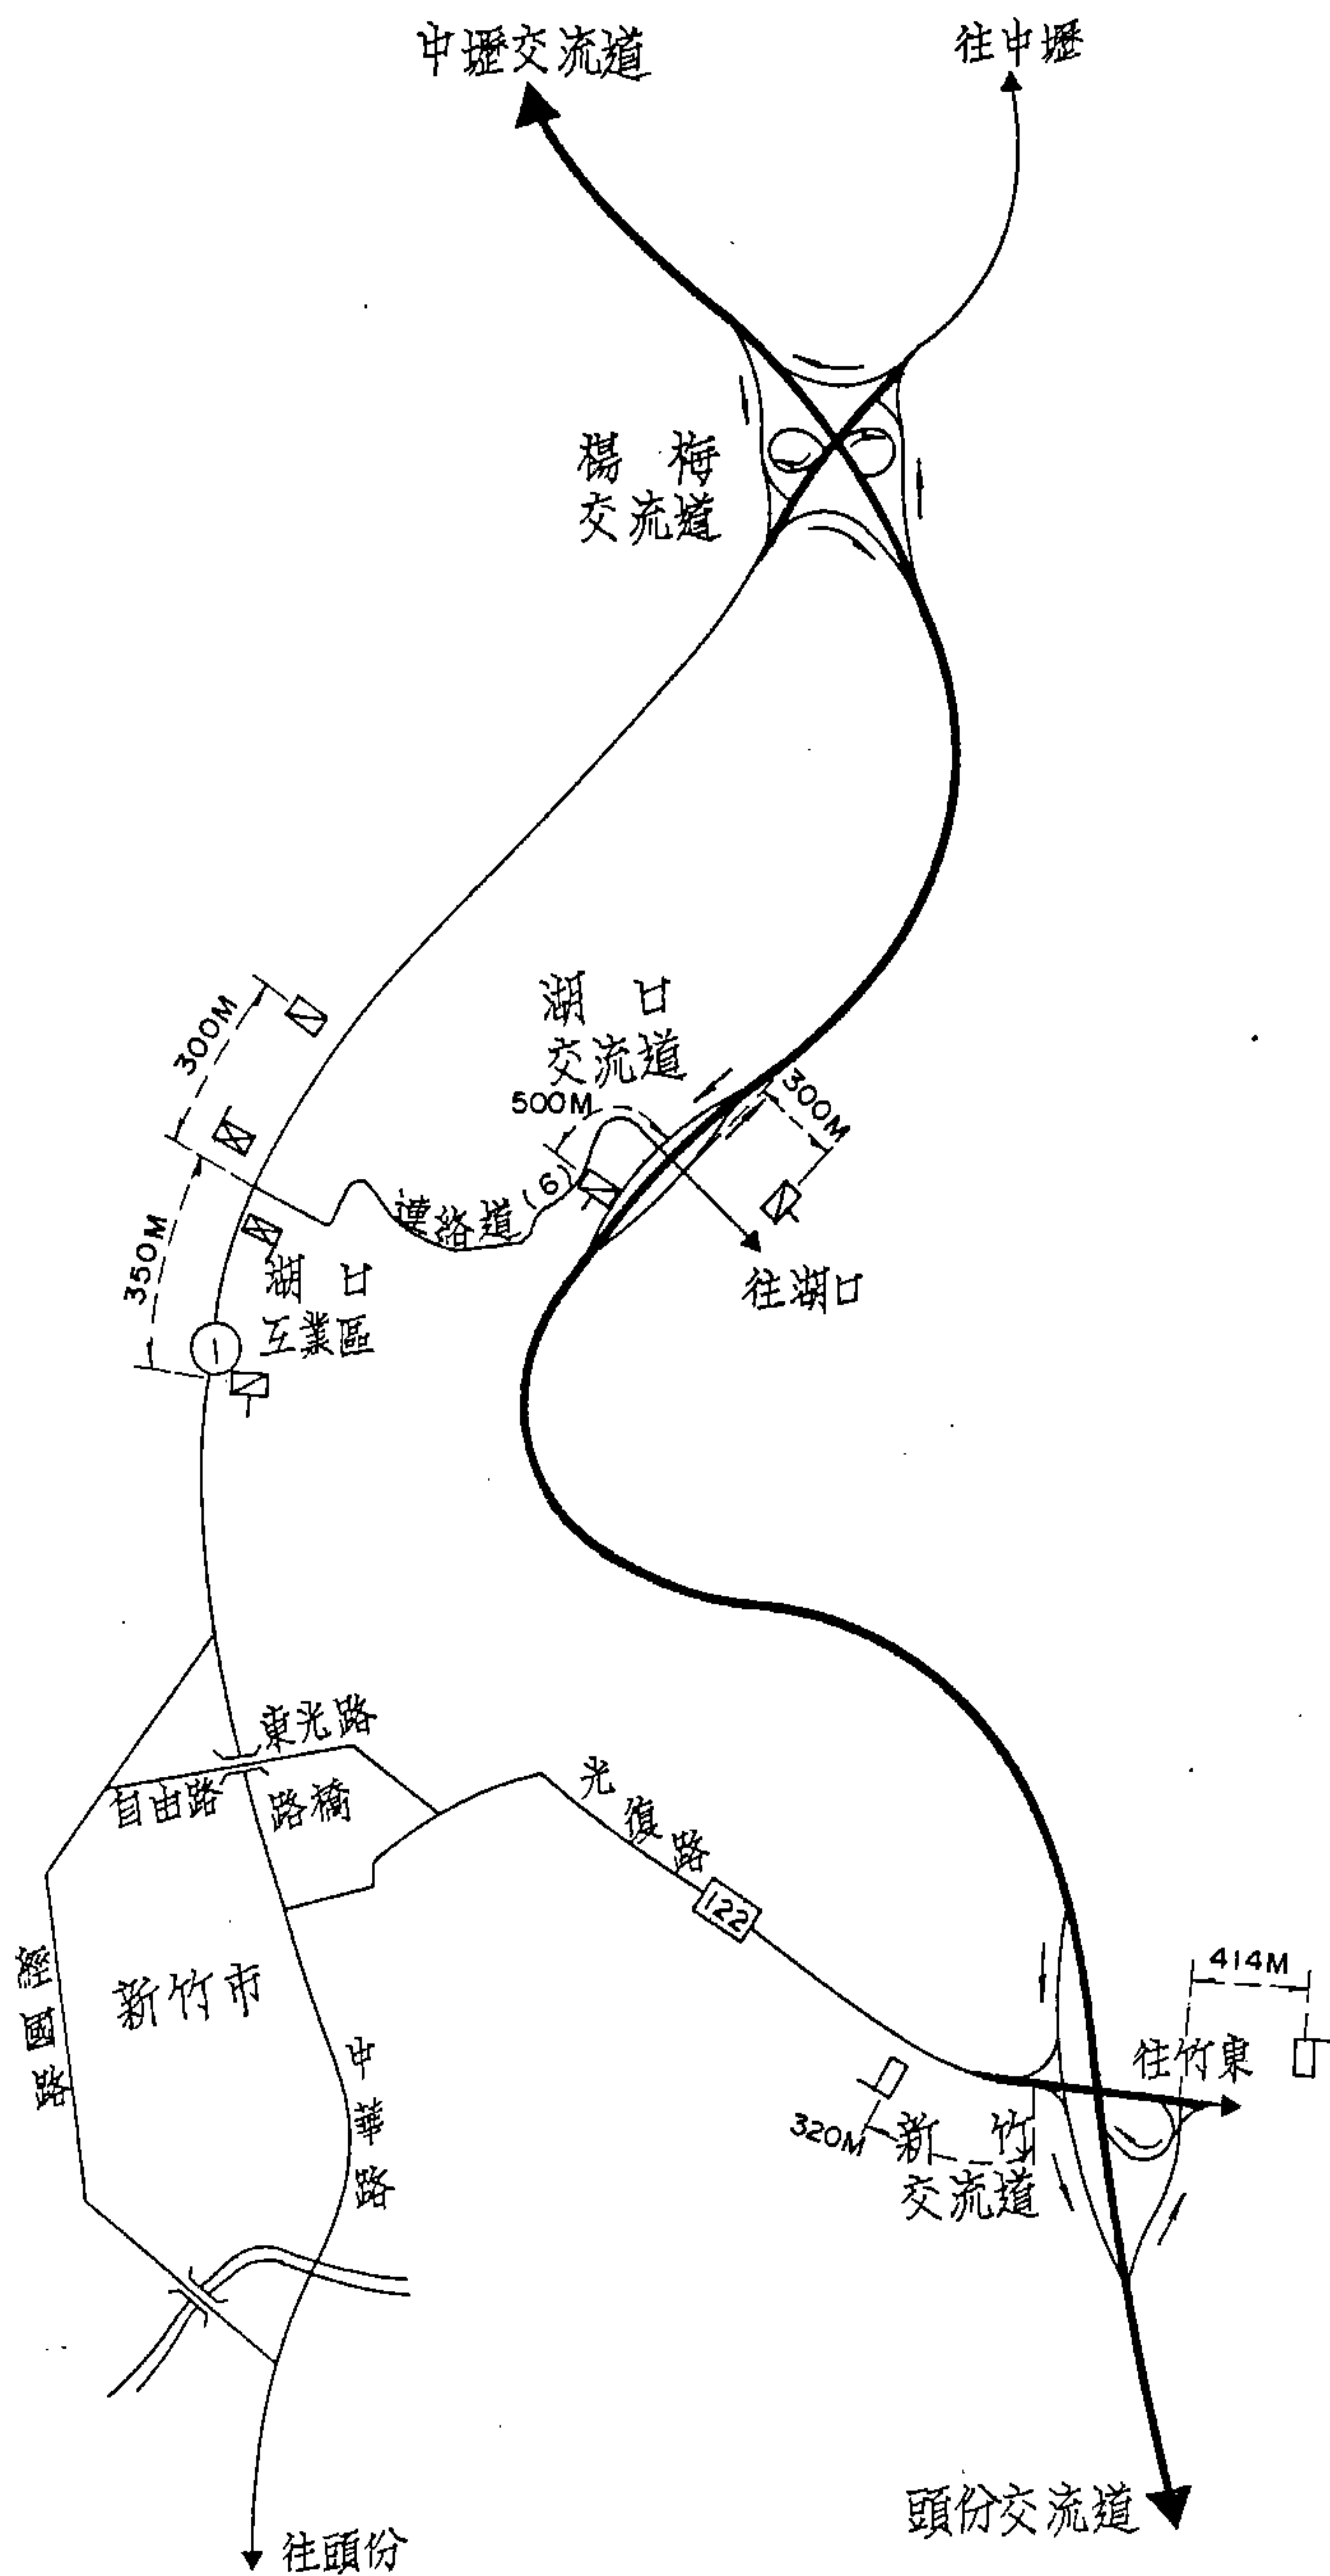 中壢交流道
往中壢
楊梅
交流道
湖口
交流道
300M
500M
300M
連絡道(6)
350M
往湖口
湖口
工業區
1
東光路
自由路
路橋
光復路
122
經國路
新竹市
中華路
414M
往竹東
320M
新竹
交流道
頭份交流道
往頭份